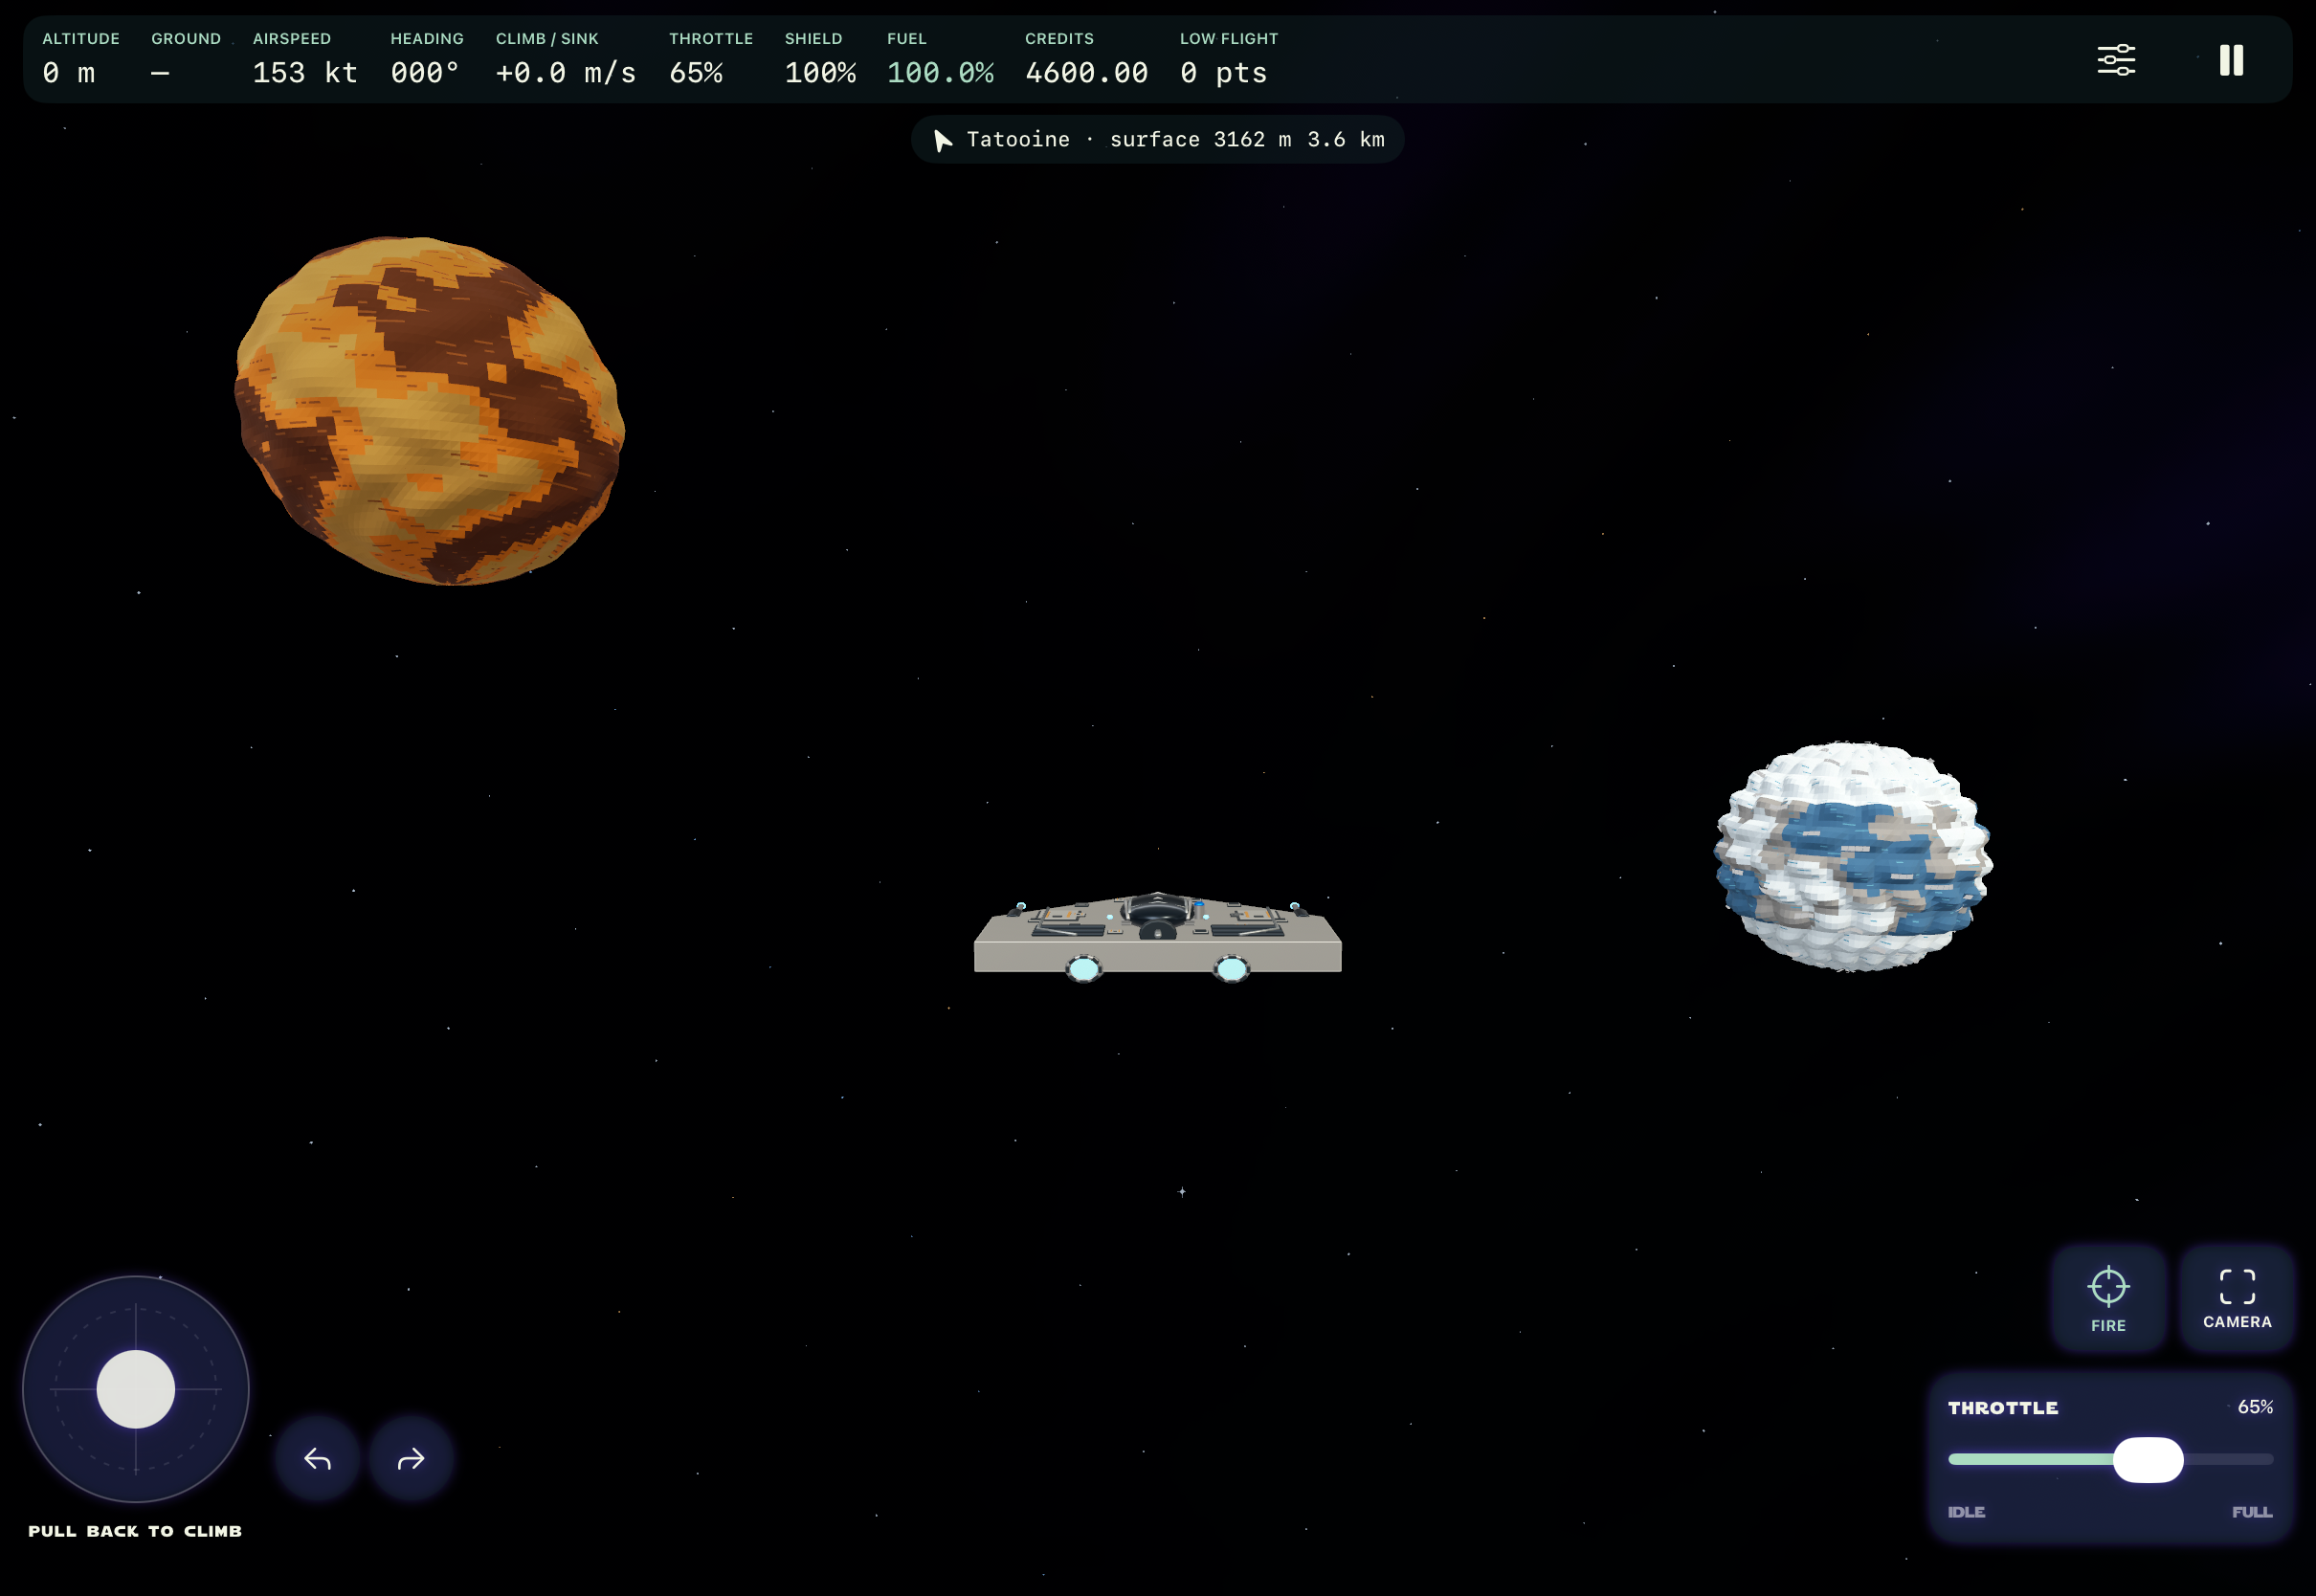 ALTITUDE GROUND AIRSPEED HEADING CLIMB / SINK THROTTLE SHIELD FUEL CREDITS LOW FLIGHT
0 m — 153 kt 000° +0.0 m/s 65% 100% 100.0% 4600.00 0 pts
Tatooine · surface 3162 m 3.6 km
FIRE
CAMERA
THROTTLE 65%
IDLE FULL
PULL BACK TO CLIMB